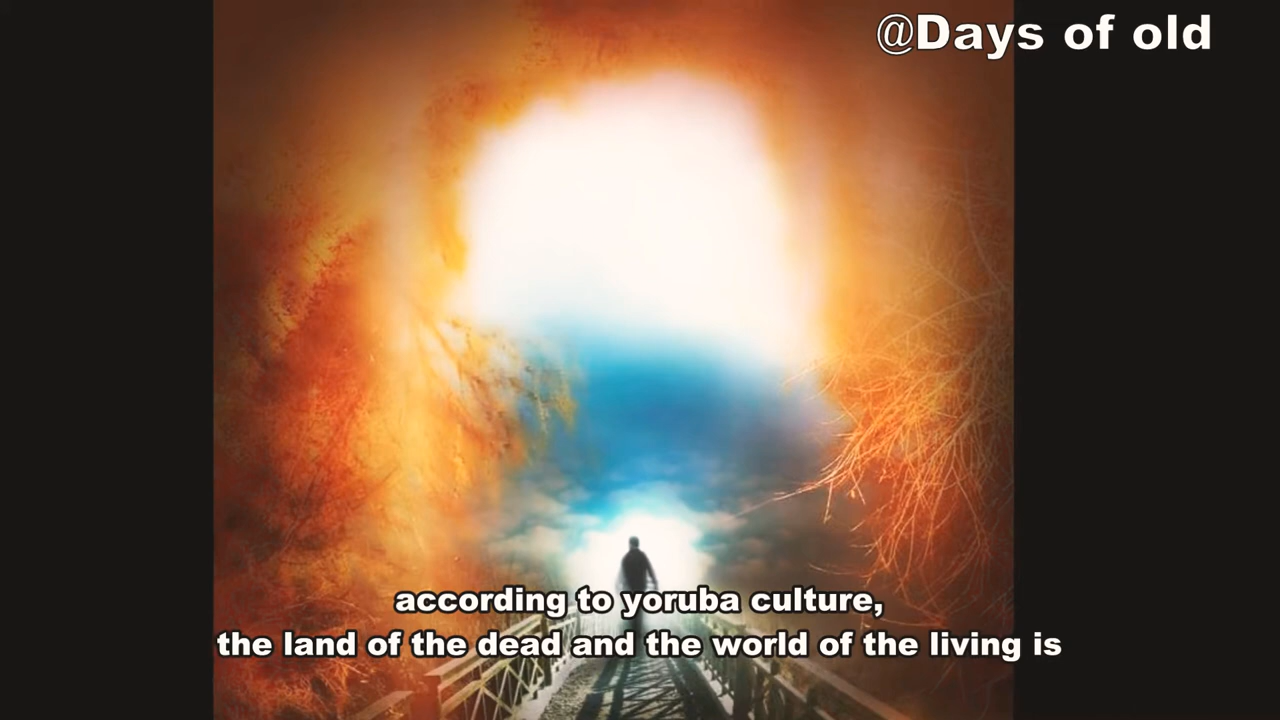 @Days of old
according to yoruba culture,
the land of the dead and the world of the living is